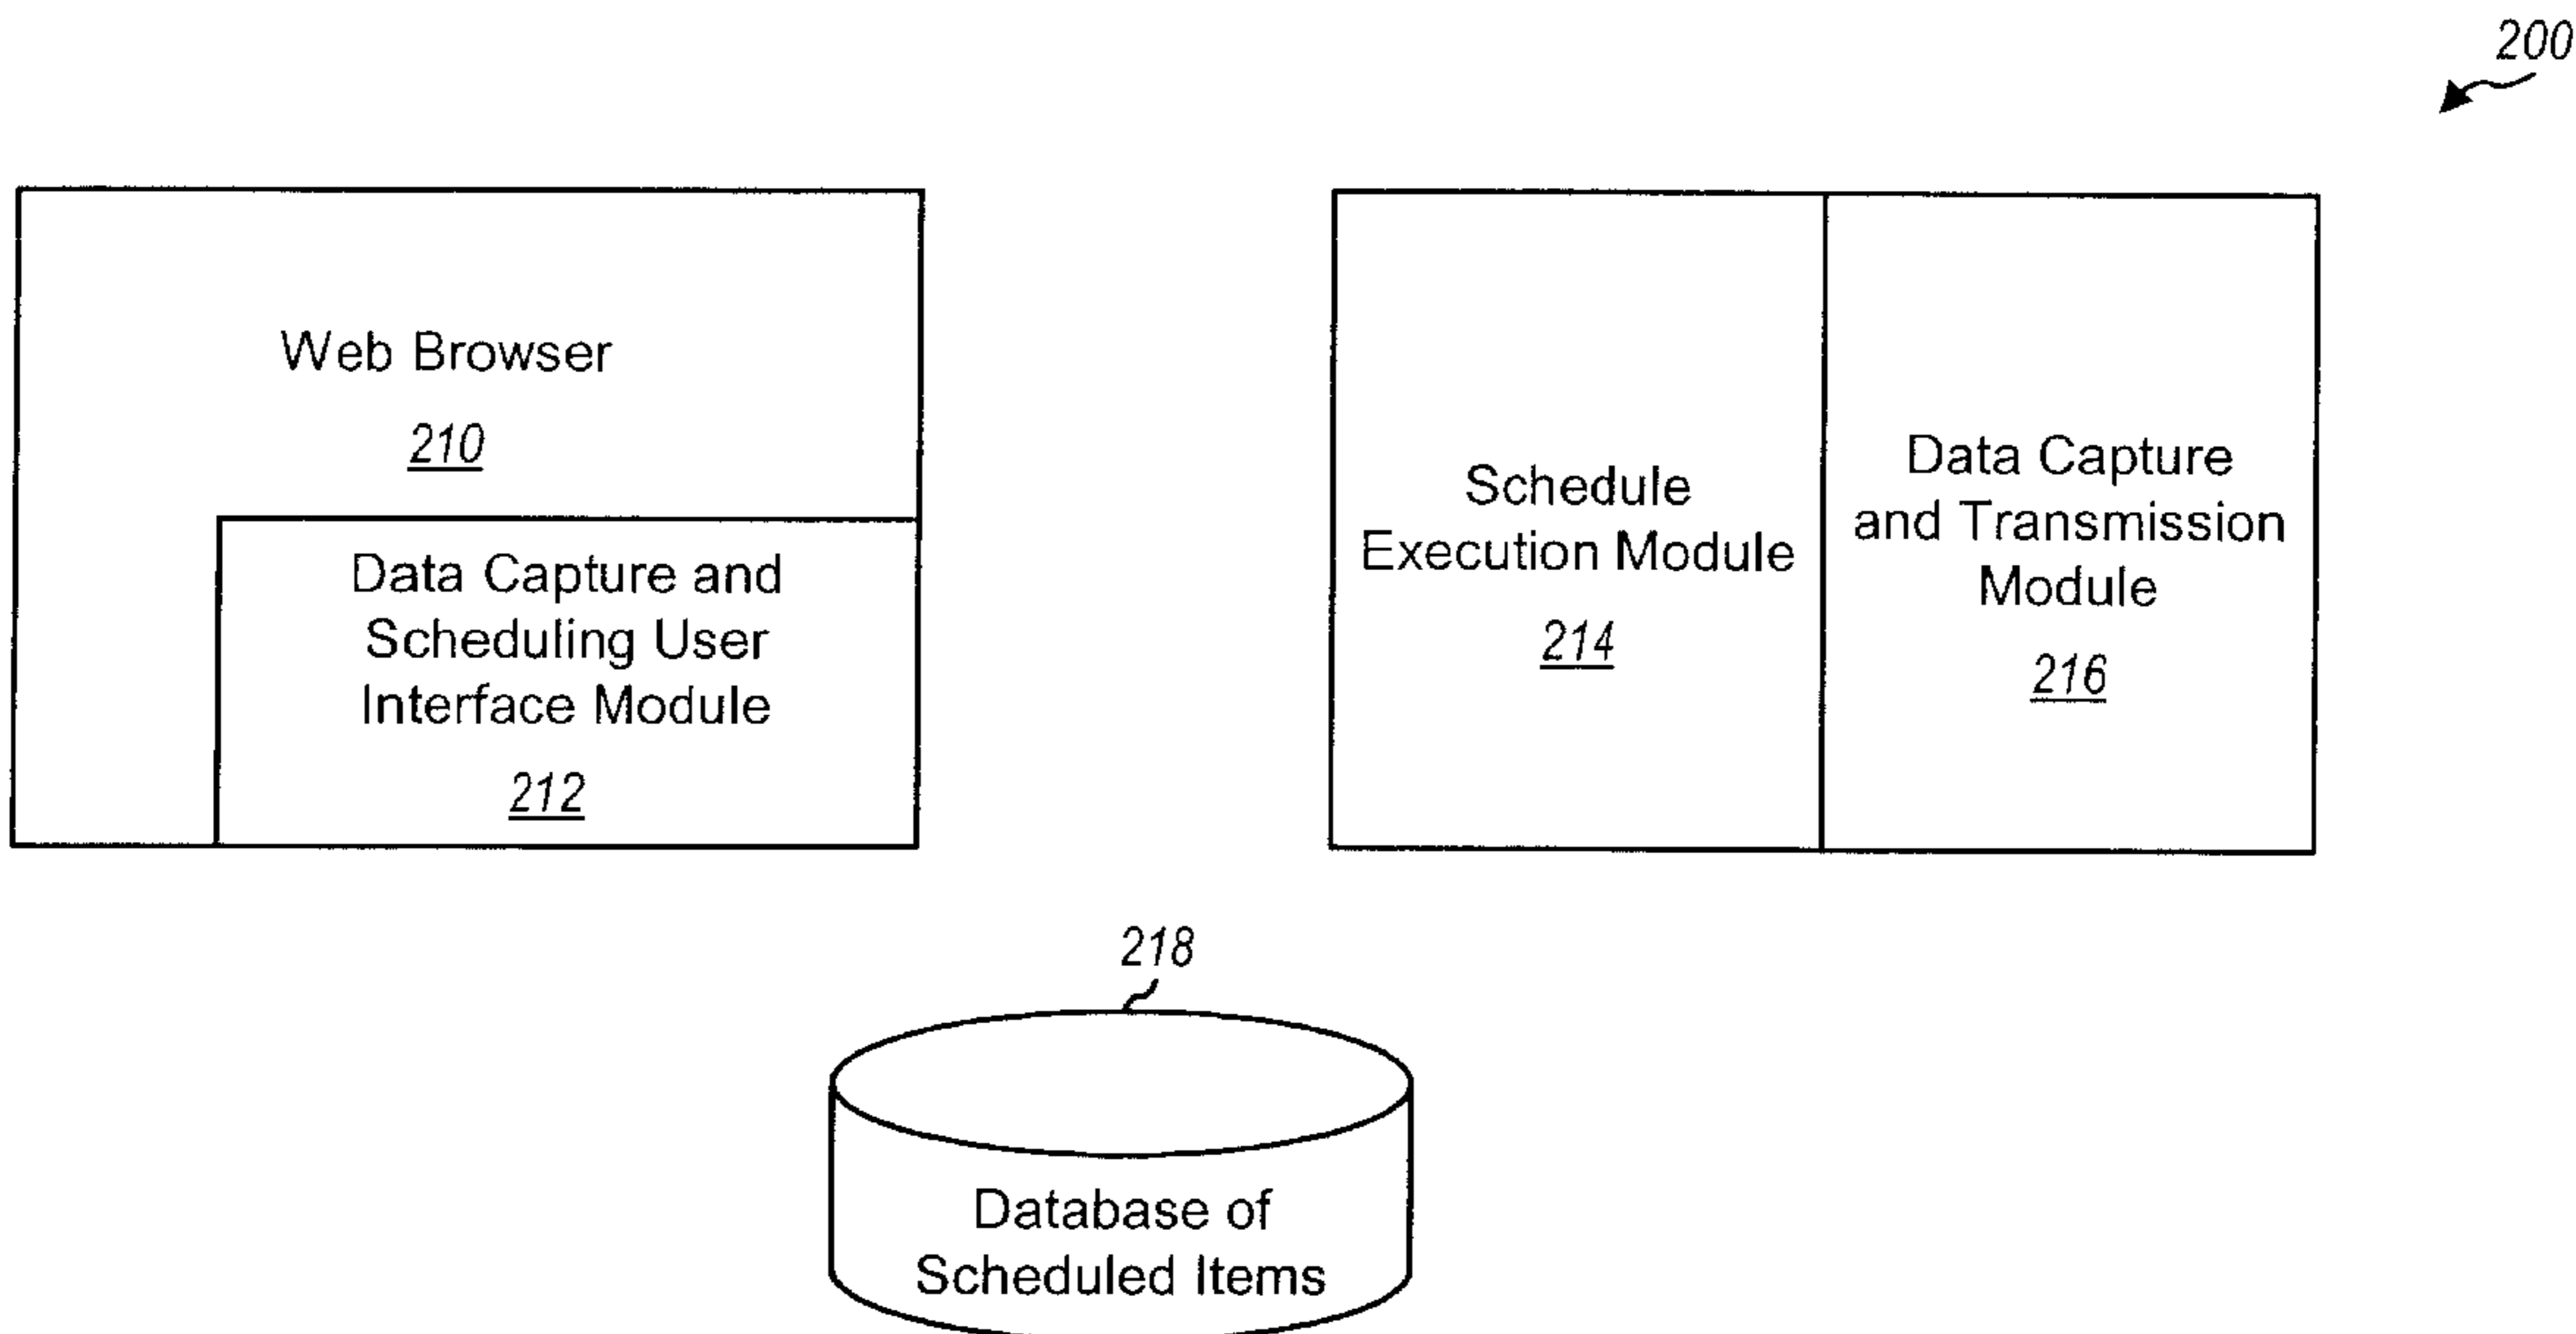 200
Web Browser
210
Data Capture and
Scheduling User
Interface Module
212
Schedule
Execution Module
214
Data Capture
and Transmission
Module
216
218
Database of
Scheduled Items